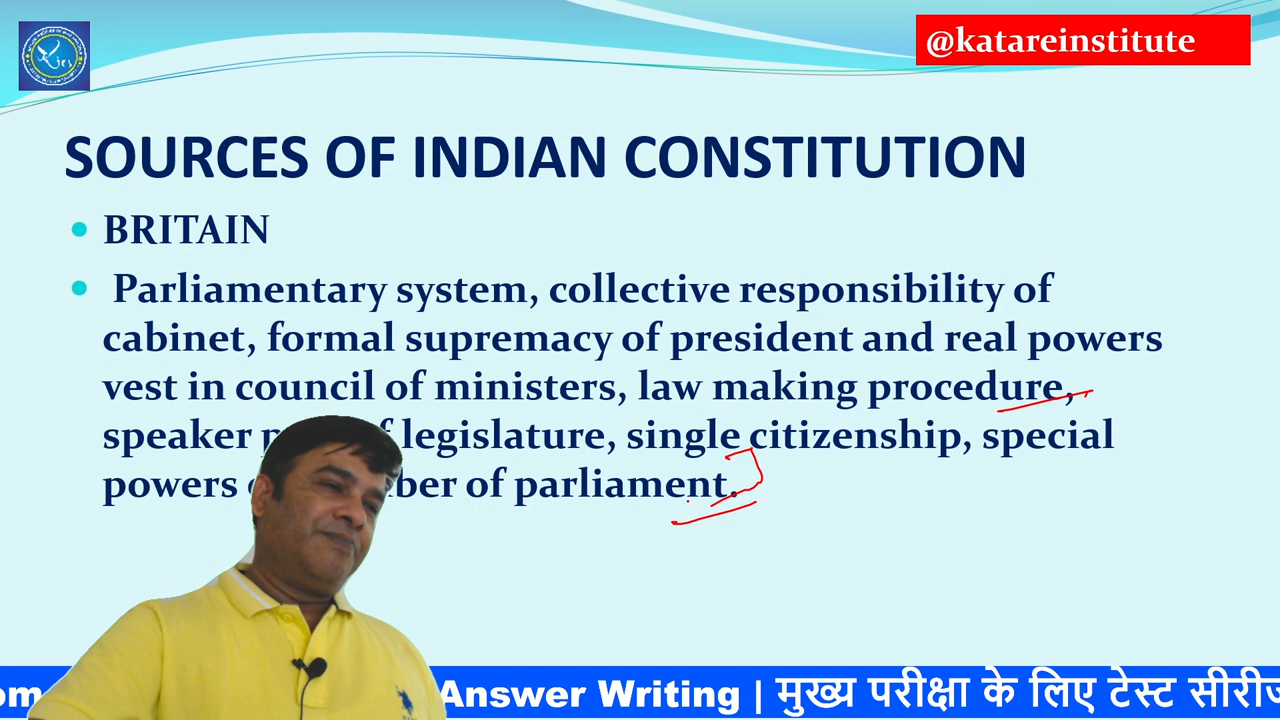 @katareinstitute
SOURCES OF INDIAN CONSTITUTION
BRITAIN
Parliamentary system, collective responsibility of
cabinet, formal supremacy of president and real powers
vest in council of ministers, law making procedure,
speaker legislature, single citizenship, special
powers of parliament.
Answer Writing | मुख्य परीक्षा के लिए टेस्ट सीरीज